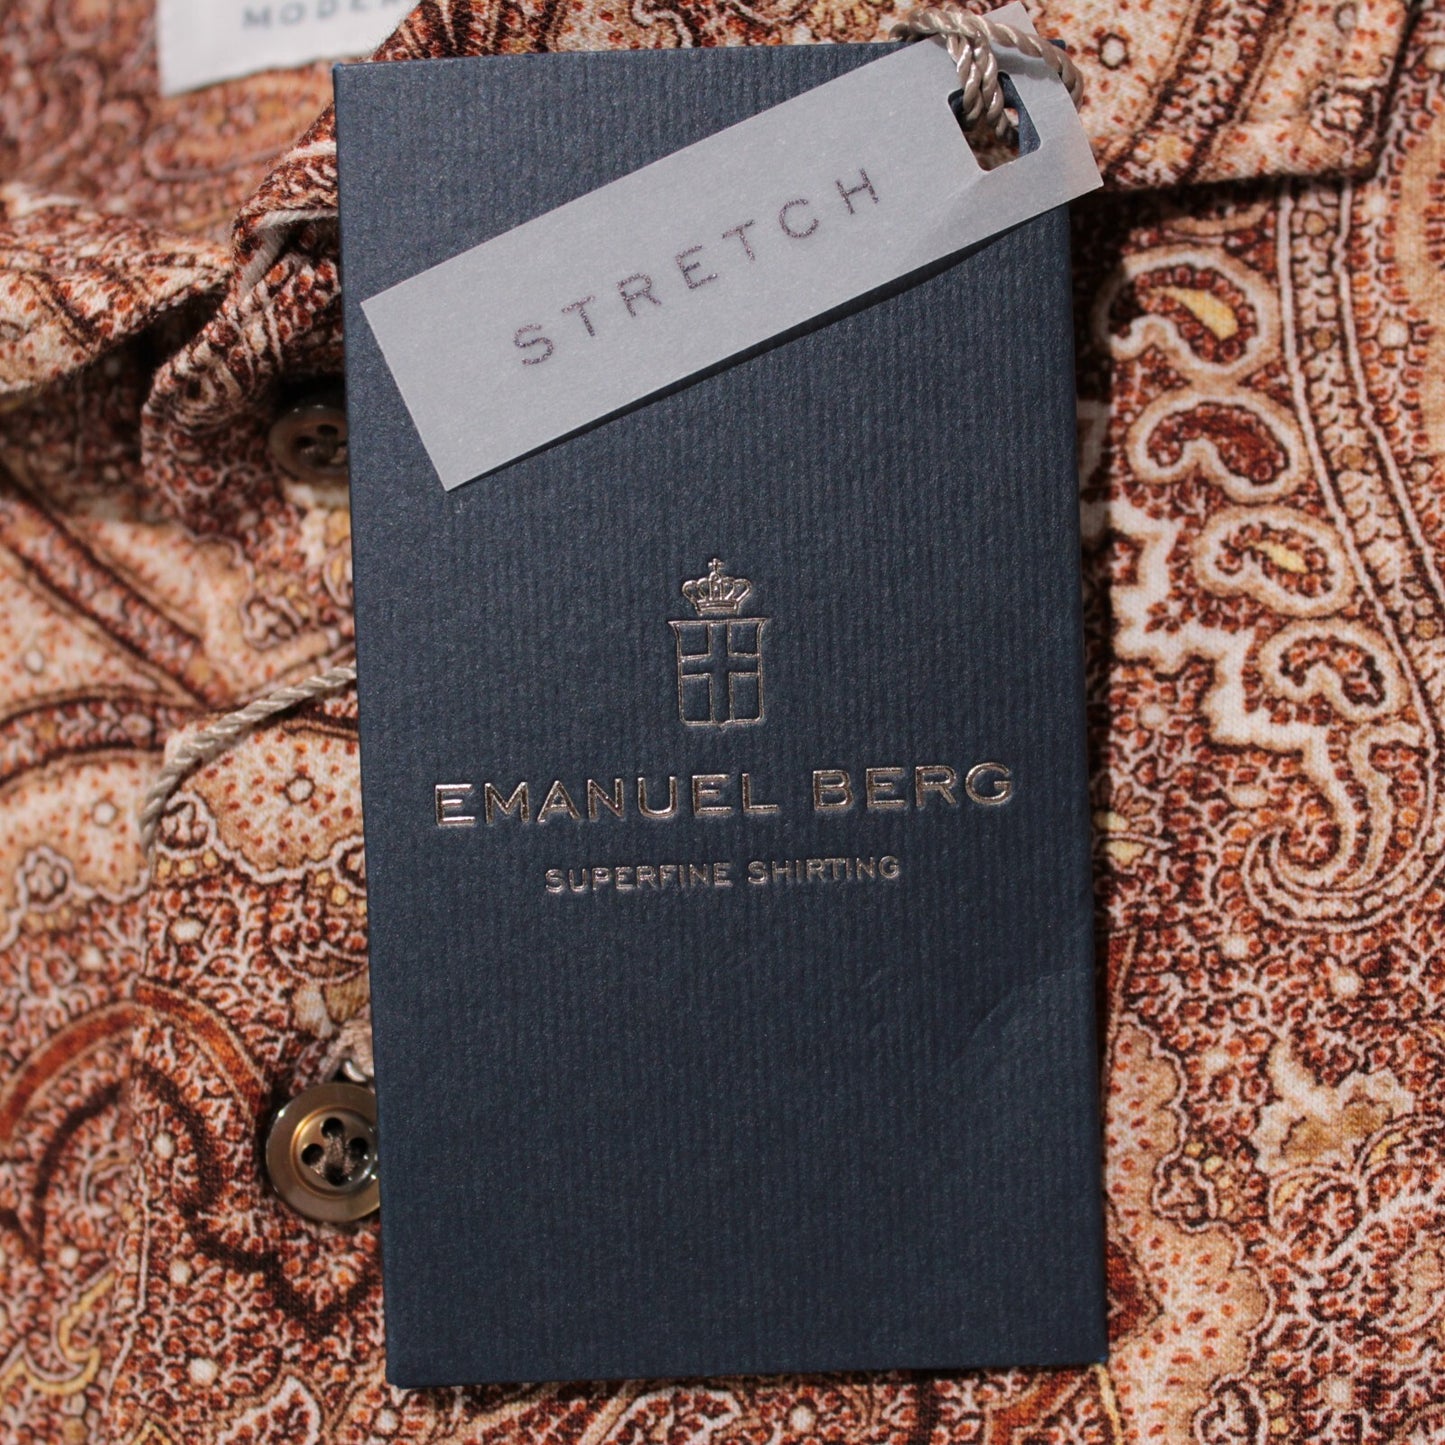 STRETCH
EMANUEL BERG
SUPERFINE SHIRTING